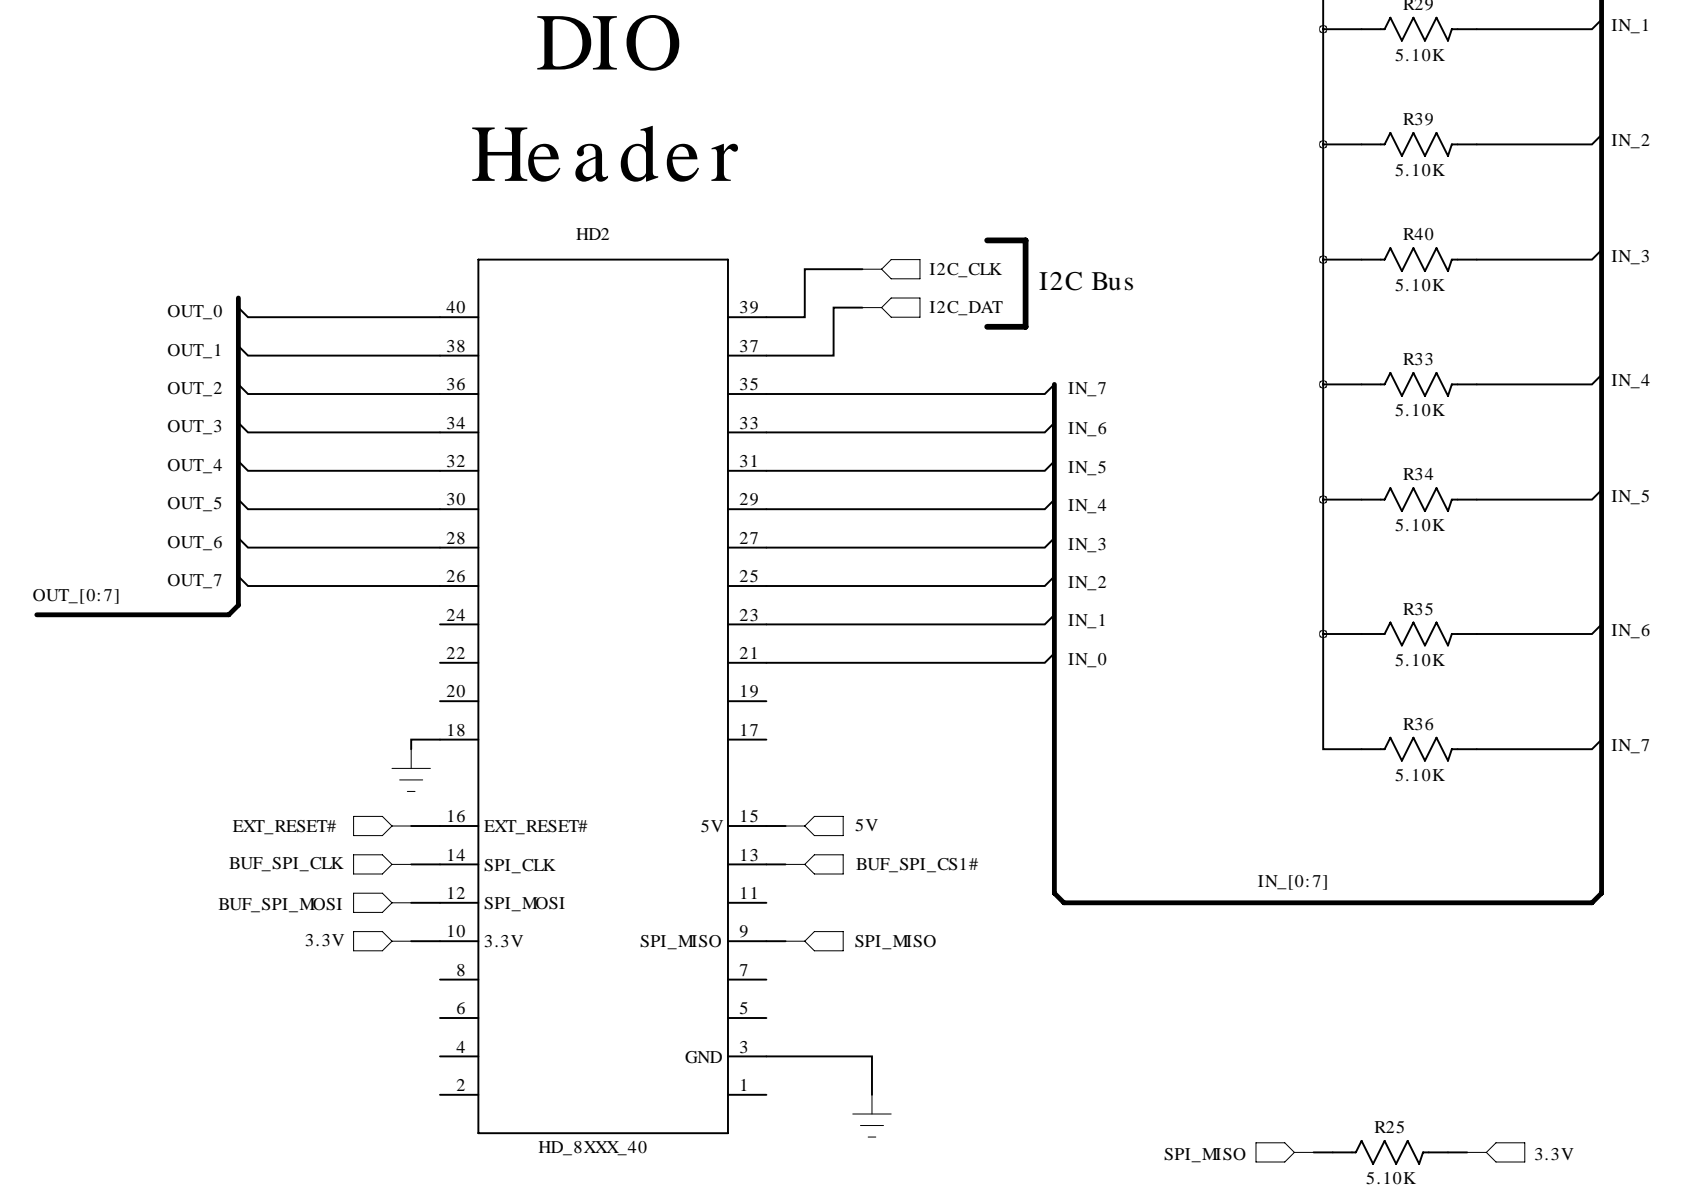 DIO
Header
HD2
OUT_0 40
OUT_1 38
OUT_2 36
OUT_3 34
OUT_4 32
OUT_5 30
OUT_6 28
OUT_7 26
OUT_[0:7]
24
22
20
18
EXT_RESET# 16 EXT_RESET#
BUF_SPI_CLK 14 SPI_CLK
BUF_SPI_MOSI 12 SPI_MOSI
3.3V 10 3.3V
8
6
4
2
39 I2C_CLK
37 I2C_DAT
I2C Bus
35 IN_7
33 IN_6
31 IN_5
29 IN_4
27 IN_3
25 IN_2
23 IN_1
21 IN_0
19
17
5V 15 5V
13 BUF_SPI_CS1#
11
SPI_MISO 9 SPI_MISO
7
5
GND 3
1
HD_8XXX_40
IN_[0:7]
R29
5.10K
IN_1
R39
5.10K
IN_2
R40
5.10K
IN_3
R33
5.10K
IN_4
R34
5.10K
IN_5
R35
5.10K
IN_6
R36
5.10K
IN_7
R25
SPI_MISO 3.3V
5.10K